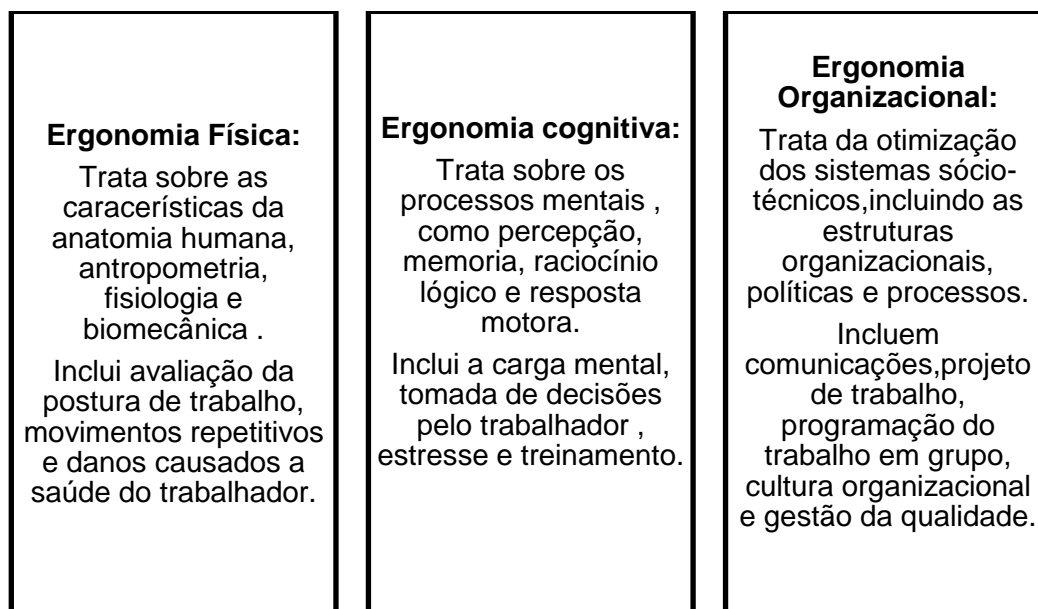 Ergonomia Física:
Trata sobre as
caracerísticas da
anatomia humana,
antropometria,
fisiologia e
biomecânica .
Inclui avaliação da
postura de trabalho,
movimentos repetitivos
e danos causados a
saúde do trabalhador.
Ergonomia cognitiva:
Trata sobre os
processos mentais ,
como percepção,
memoria, raciocínio
lógico e resposta
motora.
Inclui a carga mental,
tomada de decisões
pelo trabalhador ,
estresse e treinamento.
Ergonomia
Organizacional:
Trata da otimização
dos sistemas sócio-
técnicos,incluindo as
estruturas
organizacionais,
políticas e processos.
Incluem
comunicações,projeto
de trabalho,
programação do
trabalho em grupo,
cultura organizacional
e gestão da qualidade.